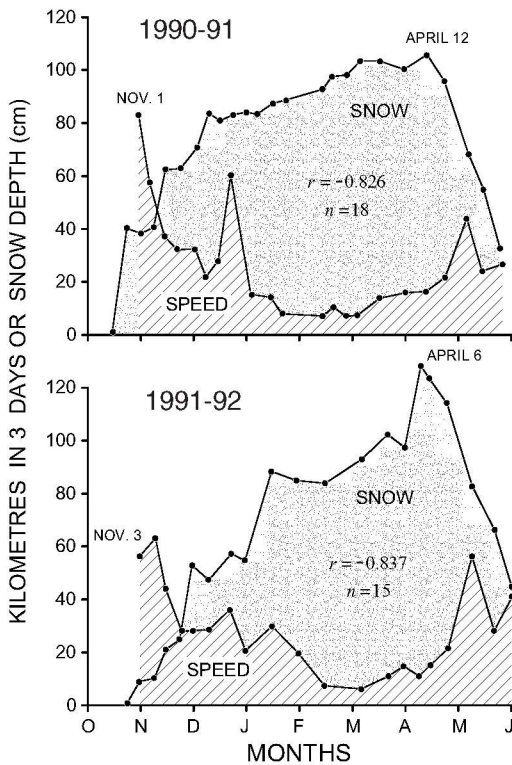 KILOMETRES IN 3 DAYS OR SNOW DEPTH (cm)
1990-91
120
100
80
60
40
20
0
NOV. 1
APRIL 12
SNOW
r = -0.826
n = 18
SPEED
1991-92
120
100
80
60
40
20
0
NOV. 3
APRIL 6
SNOW
r = -0.837
n = 15
SPEED
O N D J F M A M J
MONTHS